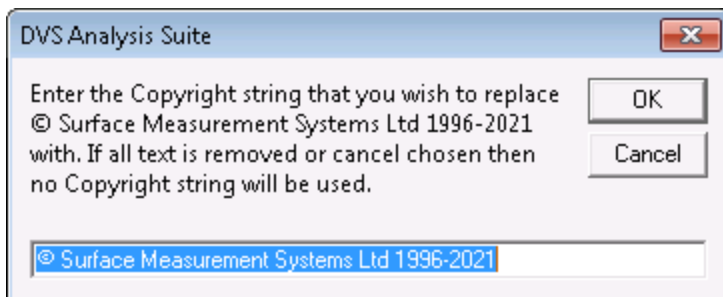 DVS Analysis Suite
Enter the Copyright string that you wish to replace
© Surface Measurement Systems Ltd 1996-2021
with. If all text is removed or cancel chosen then
no Copyright string will be used.
OK
Cancel
© Surface Measurement Systems Ltd 1996-2021